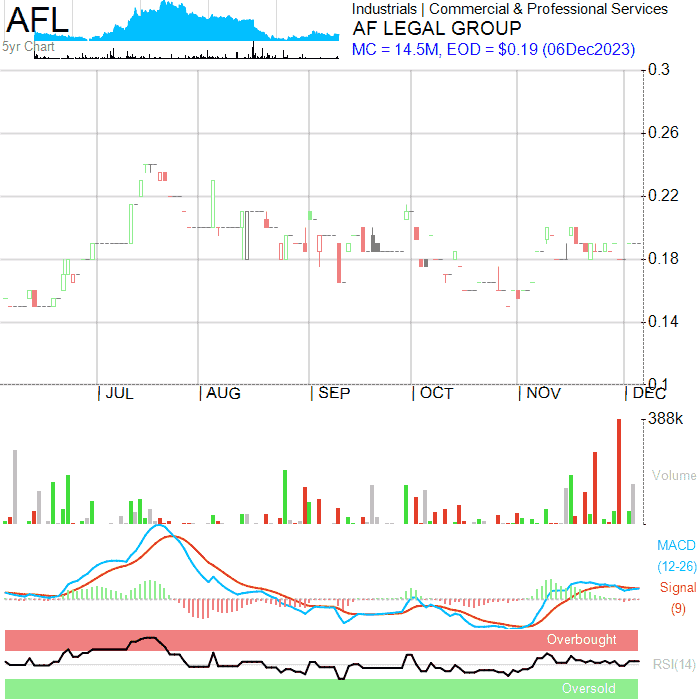 AFL
5yr Chart
Industrials | Commercial & Professional Services
AF LEGAL GROUP
MC = 14.5M, EOD = $0.19 (06Dec2023)
0.3
0.26
0.22
0.18
0.14
0.1
| JUL | AUG | SEP | OCT | NOV | DEC
388k
Volume
MACD
(12-26)
Signal
(9)
Overbought
RSI(14)
Oversold